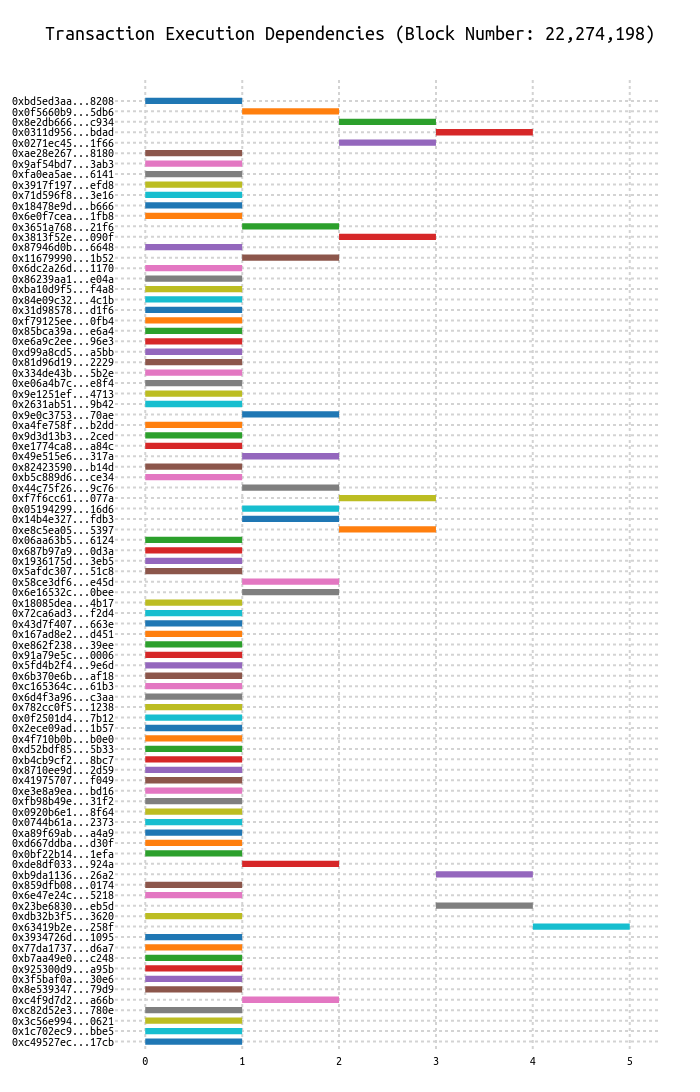 Transaction Execution Dependencies (Block Number: 22,274,198)
0xbd5ed3aa...8208
0x0f5660b9...5db6
0x8e2db666...c934
0x0311d956...bdad
0x0271ec45...1f66
0xae28e267...8180
0x9af54bd7...3ab3
0xfa0ea5ae...6141
0x3917f197...efd8
0x71d596f8...3e16
0x18478e9d...b666
0x6e0f7cea...1fb8
0x3651a768...21f6
0x3813f52e...090f
0x87946d0b...6648
0x11679990...1b52
0x6dc2a26d...1170
0x86239aa1...e04a
0xba10d9f5...f4a8
0x84e09c32...4c1b
0x31d98578...d1f6
0xf79125ee...0fb4
0x85bca39a...e6a4
0xe6a9c2ee...96e3
0xd99a8cd5...a5bb
0x81d96d19...2229
0x334de43b...5b2e
0xe06a4b7c...e8f4
0x9e1251ef...4713
0x2631ab51...9b42
0x9e0c3753...70ae
0xa4fe758f...b2dd
0x9d3d13b3...2ced
0xe1774ca8...a84c
0x49e515e6...317a
0x82423590...b14d
0xb5c889d6...ce34
0x44c75f26...9c76
0xf7f6cc61...077a
0x05194299...16d6
0x14b4e327...fdb3
0xe8c5ea05...5397
0x06aa63b5...6124
0x687b97a9...0d3a
0x1936175d...3eb5
0x5afdc307...51c8
0x58ce3df6...e45d
0x6e16532c...0bee
0x18085dea...4b17
0x72ca6ad3...f2d4
0x43d7f407...663e
0x167ad8e2...d451
0xe862f238...39ee
0x91a79e5c...0006
0x5fd4b2f4...9e6d
0x6b370e6b...af18
0xc165364c...61b3
0x6d4f3a96...c3aa
0x782cc0f5...1238
0x0f2501d4...7b12
0x2ece09ad...1b57
0x4f710b0b...b0e0
0xd52bdf85...5b33
0xb4cb9cf2...8bc7
0x8710ee9d...2d59
0x41975707...f049
0xe3e8a9ea...bd16
0xfb98b49e...31f2
0x0920b6e1...8f64
0x0744b61a...2373
0xa89f69ab...a4a9
0xd667ddba...d30f
0x0bf22b14...1efa
0xde8df033...924a
0xb9da1136...26a2
0x859dfb08...0174
0x6e47e24c...5218
0x23be6830...eb5d
0xdb32b3f5...3620
0x63419b2e...258f
0x3934726d...1095
0x77da1737...d6a7
0xb7aa49e0...c248
0x925300d9...a95b
0x3f5baf0a...30e6
0x8e539347...79d9
0xc4f9d7d2...a66b
0xc82d52e3...780e
0x3c56e994...0621
0x1c702ec9...bbe5
0xc49527ec...17cb
0 1 2 3 4 5